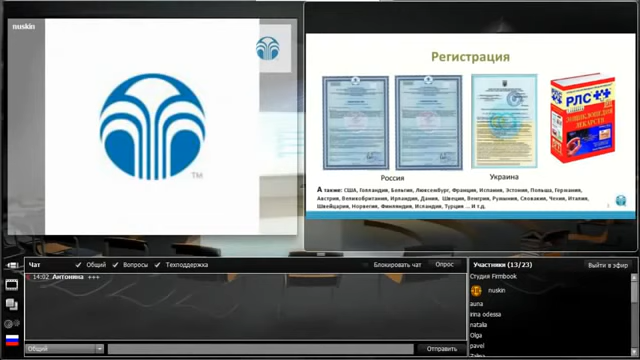 nuskin
TM
Регистрация
РЛС
ЭНЦИКЛОПЕДИЯ
ЛЕКАРСТВ
Россия
Украина
А также: США, Голландия, Бельгия, Люксембург, Франция, Испания, Эстония, Польша, Германия,
Австрия, Великобритания, Ирландия, Дания, Швеция, Венгрия, Румыния, Словакия, Чехия, Италия,
Швейцария, Норвегия, Финляндия, Исландия, Турция ... И т.д.
Чат
Общий
Вопросы
Техподдержка
Блокировать чат
Опрос
Участники (13/23)
Выйти из эфир
14:02 Антонина +++
Студия Firmbook
nuskin
auna
irina odessa
natalia
Olga
pavel
Общий
Отправить